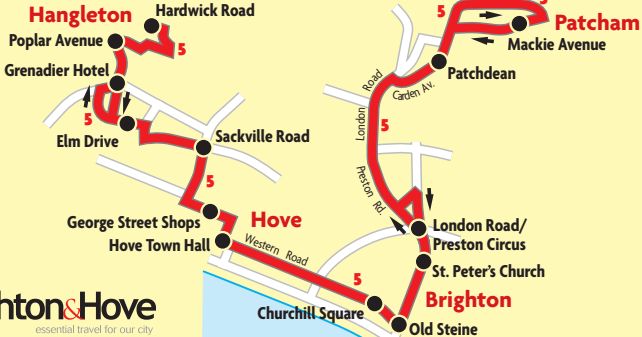 Hangleton
Hardwick Road
Poplar Avenue
5
Grenadier Hotel
5
Elm Drive
Sackville Road
5
George Street Shops
Hove
Hove Town Hall
Western Road
5
Churchill Square
Old Steine
Brighton
St. Peter's Church
London Road/
Preston Circus
Preston Rd.
London Road
5
Carden Av.
Patchdean
5
Mackie Avenue
Patcham
hton&Hove
essential travel for our city